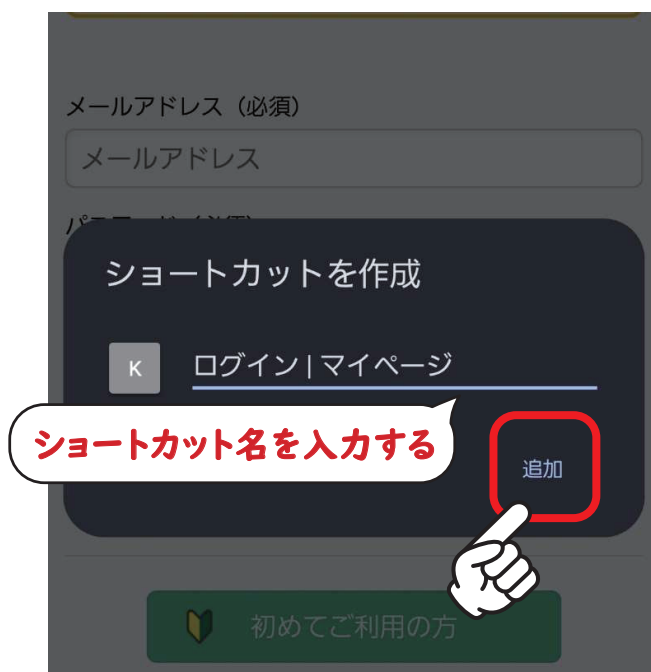 メールアドレス（必須）
メールアドレス
ショートカットを作成
K
ログイン | マイページ
ショートカット名を入力する
追加
初めてご利用の方